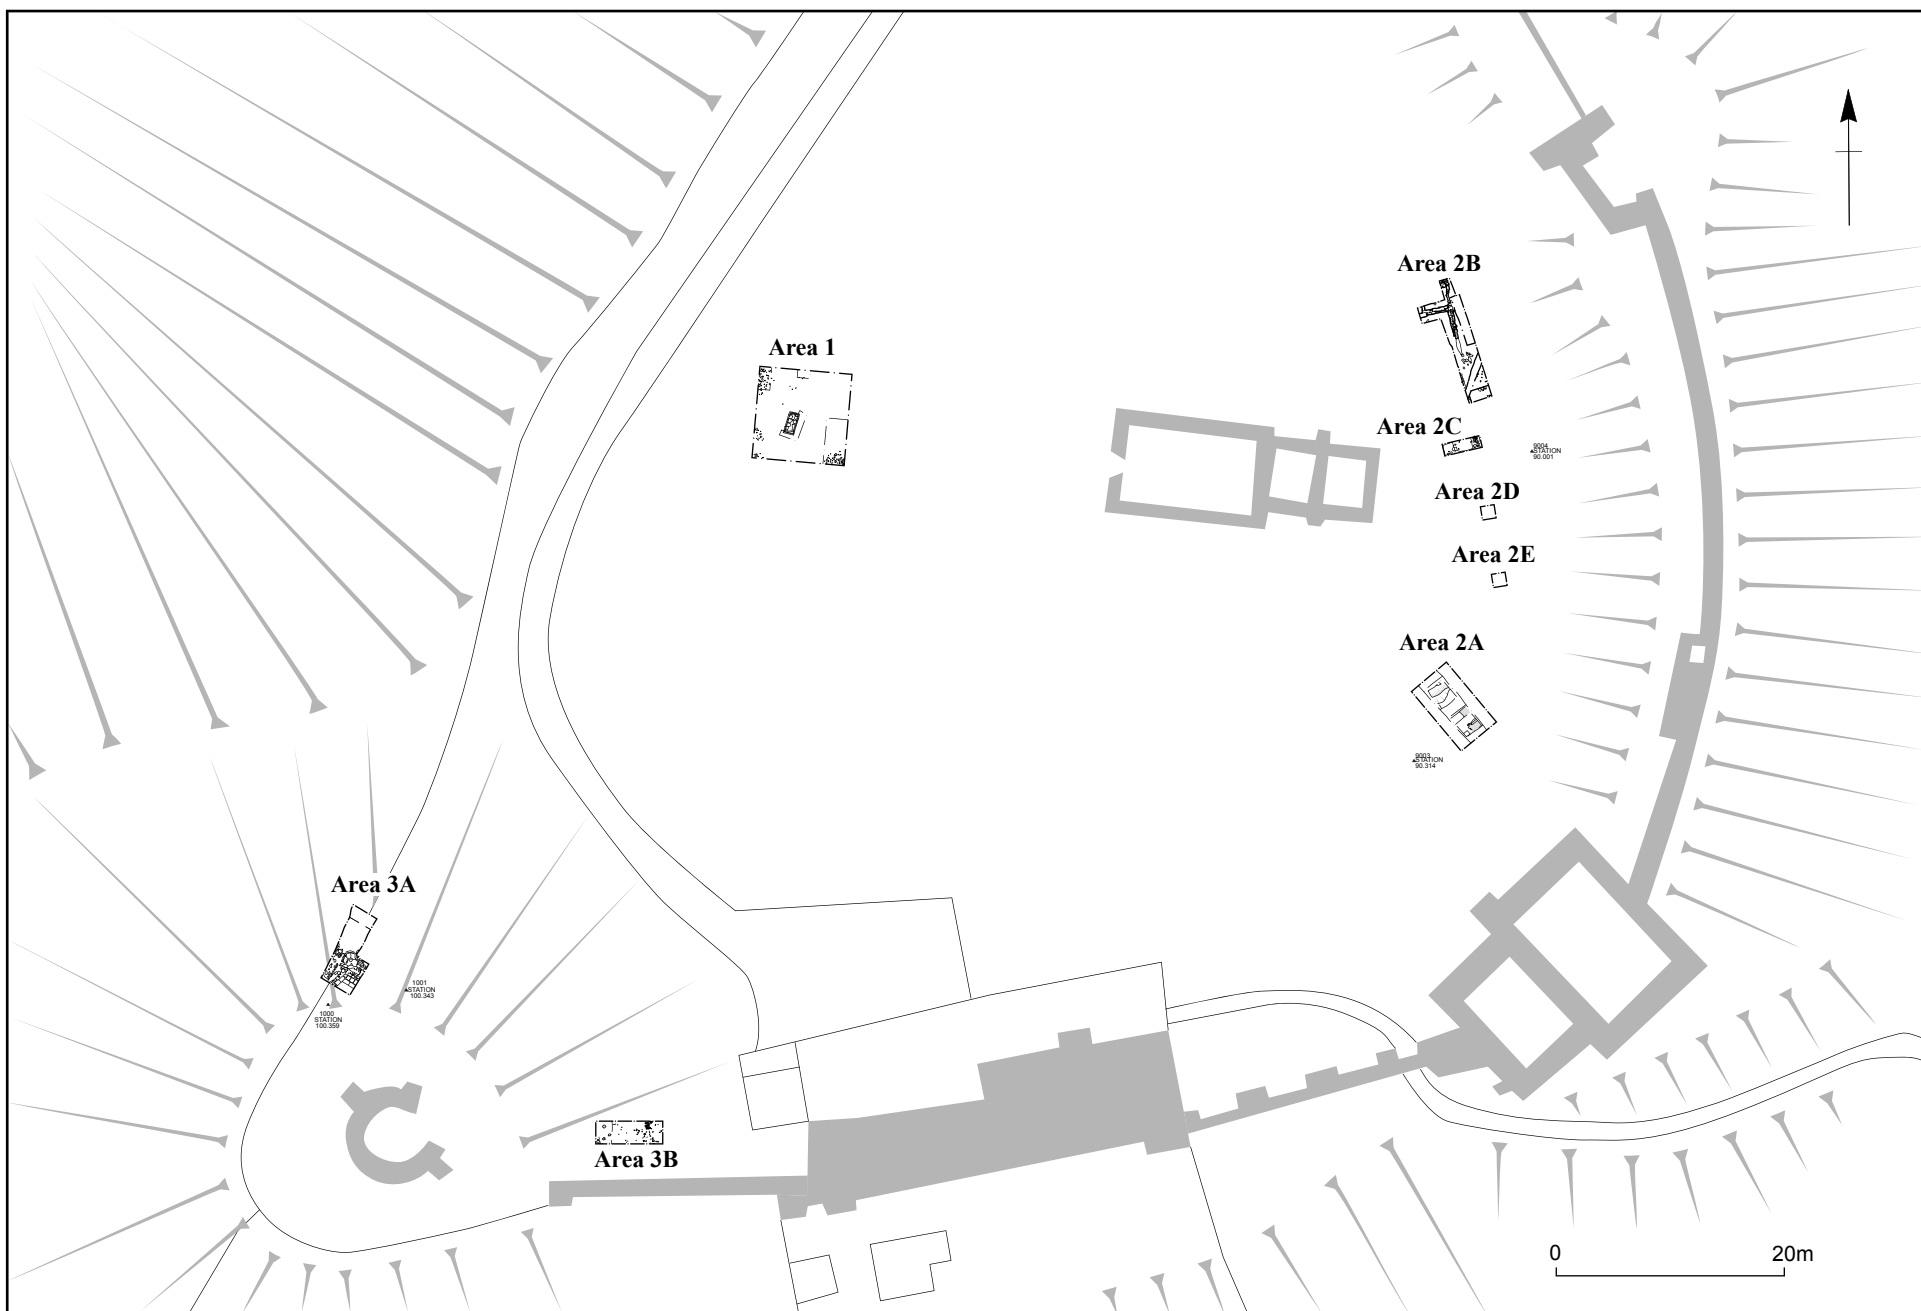 Area 2B
Area 1
Area 2C
9004
STATION
90.001
Area 2D
Area 2E
Area 2A
9003
STATION
90.314
Area 3A
1001
STATION
100.343
1000
STATION
100.359
Area 3B
0 20m